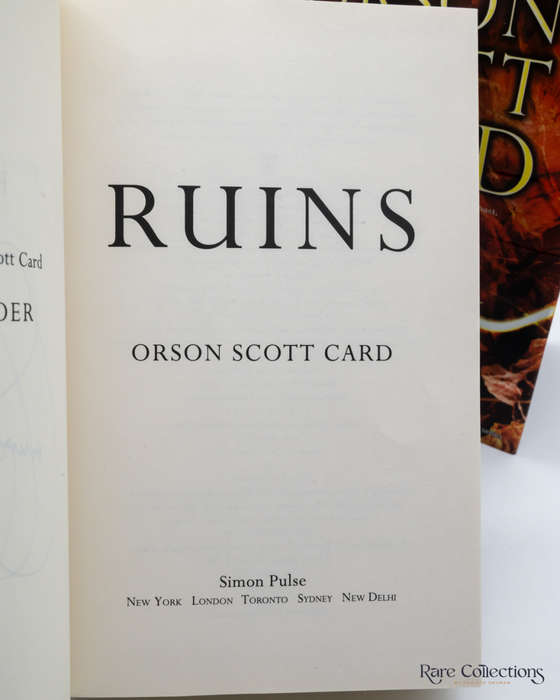 ott Card
DER
RUINS
ORSON SCOTT CARD
Simon Pulse
NEW YORK LONDON TORONTO SYDNEY NEW DELHI
Rare Collections